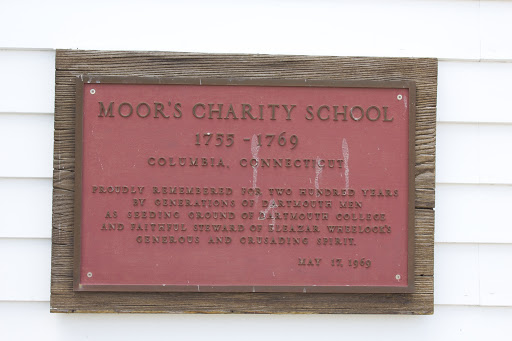 MOOR'S CHARITY SCHOOL
1755 - 1769
COLUMBIA, CONNECTICUT
PROUDLY REMEMBERED FOR TWO HUNDRED YEARS
BY GENERATIONS OF DARTMOUTH MEN
AS SEEDING GROUND OF DARTMOUTH COLLEGE
AND FAITHFUL STEWARD OF ELEAZAR WHEELOCK'S
GENEROUS AND CRUSADING SPIRIT.
MAY 17, 1969